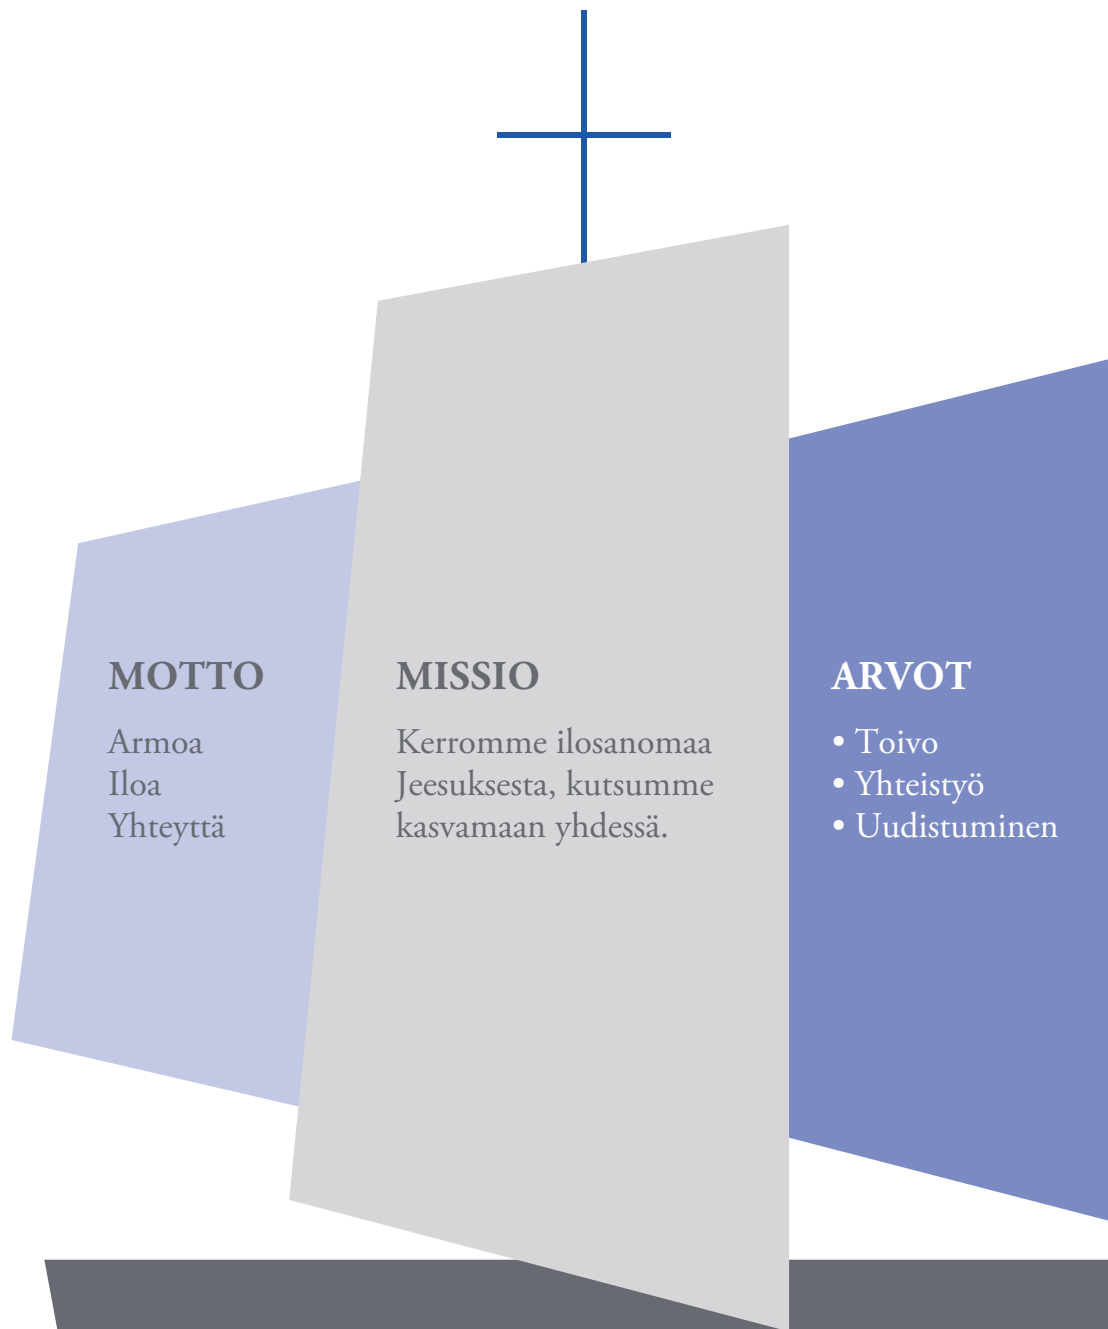 MOTTO
Armoa
Iloa
Yhteyttä
MISSIO
Kerromme ilosanomaa
Jeesuksesta, kutsumme
kasvamaan yhdessä.
ARVOT
• Toivo
• Yhteistyö
• Uudistuminen